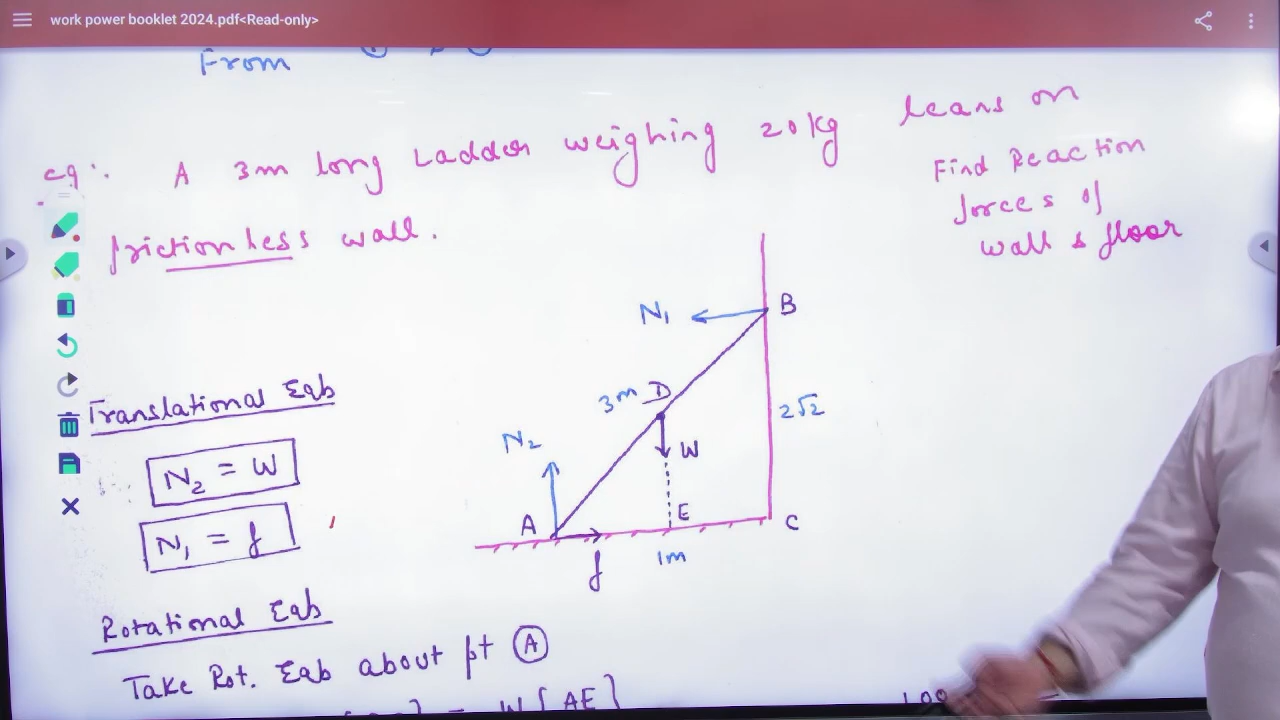 work power booklet 2024.pdf<Read-only>
From
eg:. A 3m long Ladder weighing 20kg leans on
frictionless wall.
Find Reaction
forces of
wall & floor
N₁
B
3m D
2√2
N₂
W
A
E
C
f
1m
Translational Eqb
N₂ = W
N₁ = f
Rotational Eqb
Take Rot. Eqb about pt A
= W[AE]
100